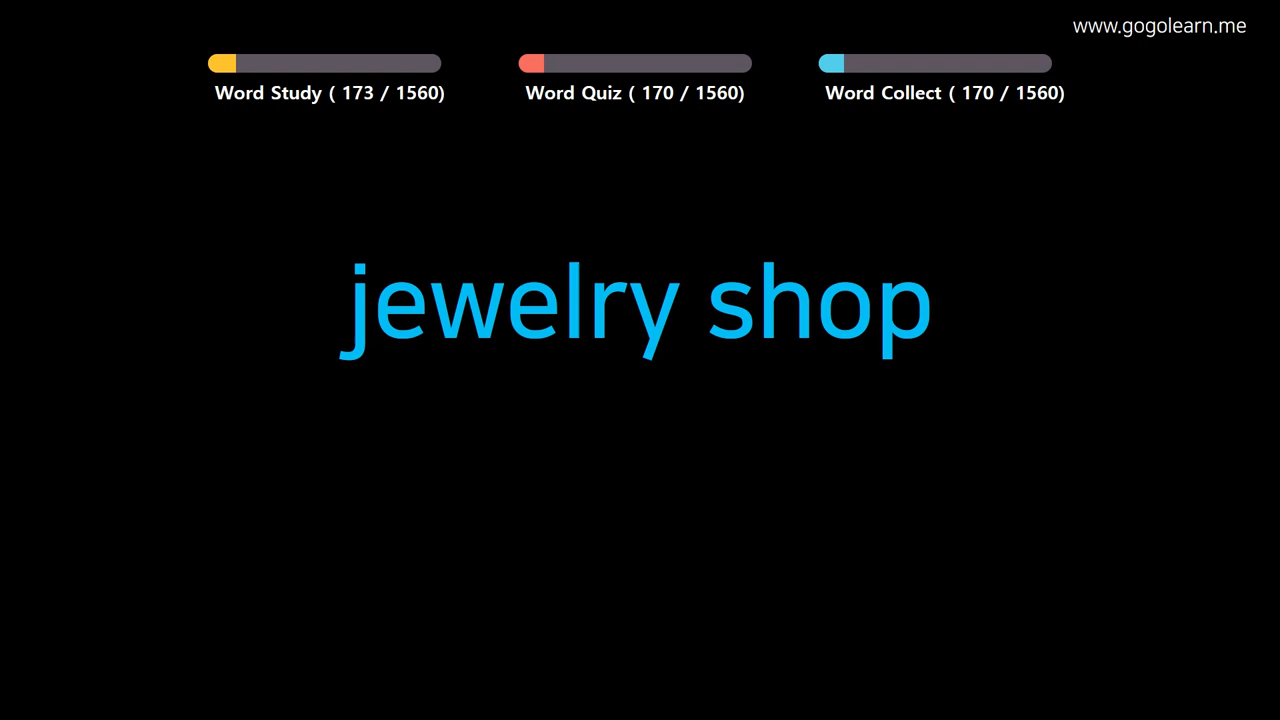 www.gogolearn.me
Word Study ( 173 / 1560)
Word Quiz ( 170 / 1560)
Word Collect ( 170 / 1560)
jewelry shop